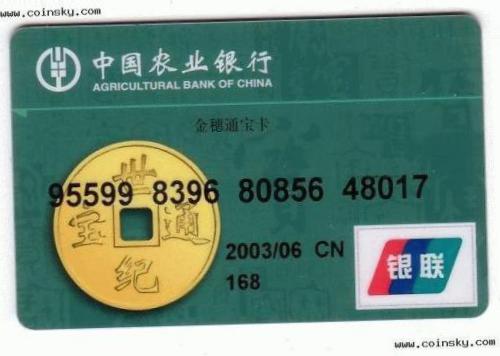 www.coinsky.com
中国农业银行
AGRICULTURAL BANK OF CHINA
金穗通宝卡
世
95599 8396 80856 48017
宝 通
纪
2003/06 CN
168
银联
www.coinsky.com